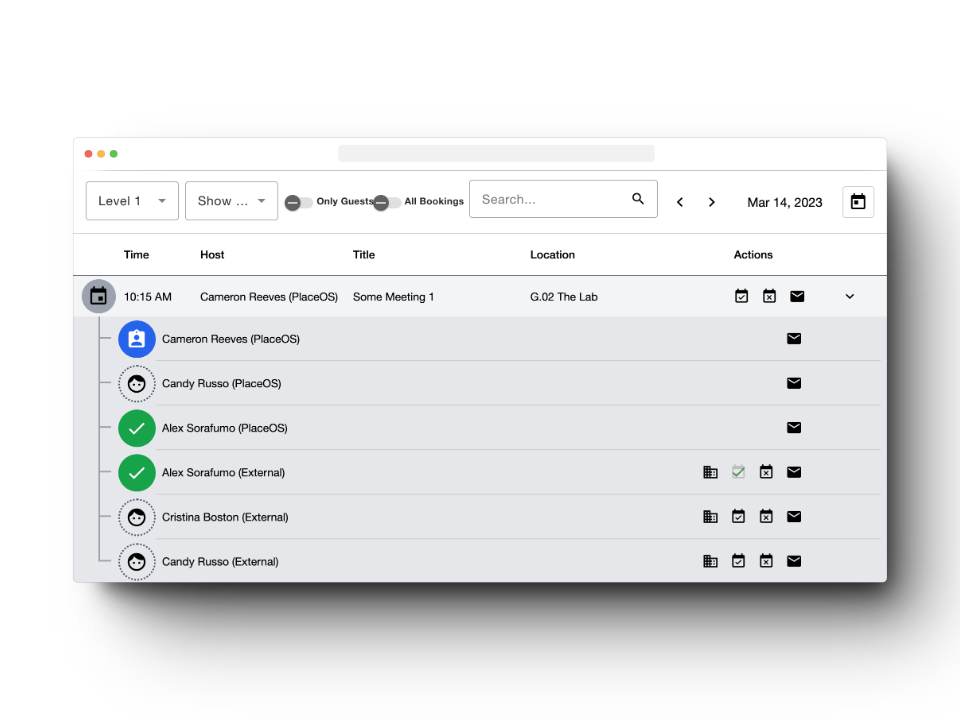 Level 1 Show ... Only Guests All Bookings Search... Mar 14, 2023
Time Host Title Location Actions
10:15 AM Cameron Reeves (PlaceOS) Some Meeting 1 G.02 The Lab
Cameron Reeves (PlaceOS)
Candy Russo (PlaceOS)
Alex Sorafumo (PlaceOS)
Alex Sorafumo (External)
Cristina Boston (External)
Candy Russo (External)